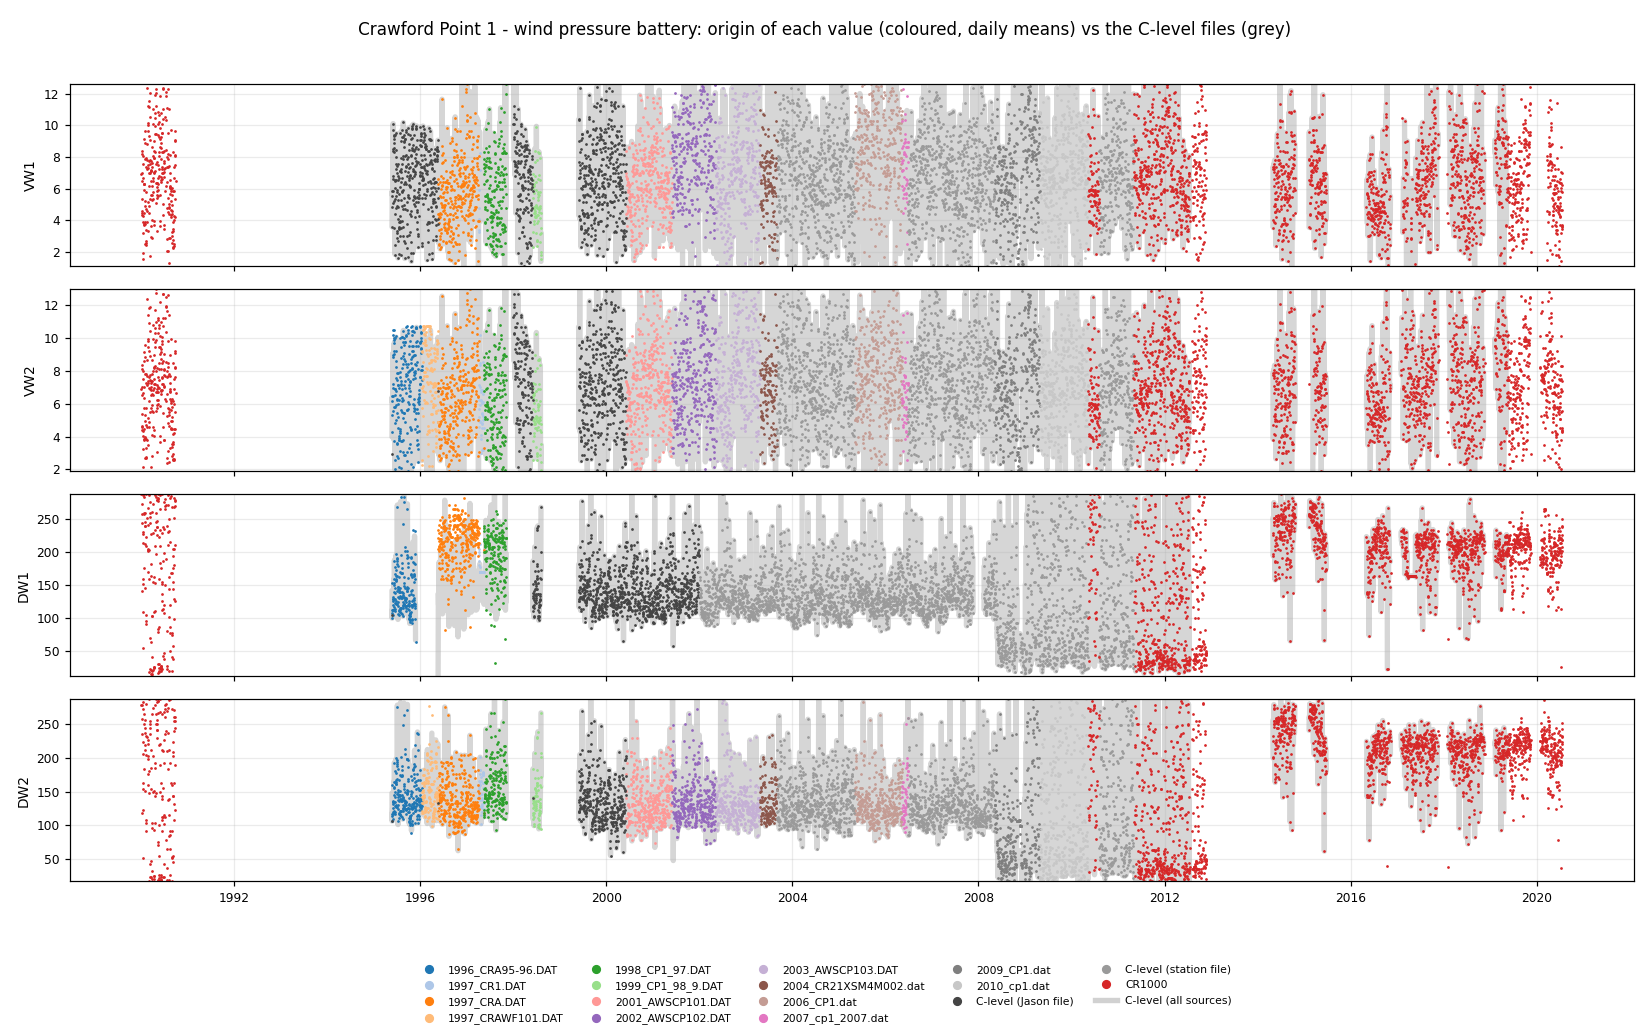 Crawford Point 1 - wind pressure battery: origin of each value (coloured, daily means) vs the C-level files (grey)
VW1
12
10
8
6
4
2
VW2
12
10
8
6
4
2
DW1
250
200
150
100
50
DW2
250
200
150
100
50
1992
1996
2000
2004
2008
2012
2016
2020
1996_CRA95-96.DAT
1997_CR1.DAT
1997_CRA.DAT
1997_CRAWF101.DAT
1998_CP1_97.DAT
1999_CP1_98_9.DAT
2001_AWSCP101.DAT
2002_AWSCP102.DAT
2003_AWSCP103.DAT
2004_CR21XSM4M002.dat
2006_CP1.dat
2007_cp1_2007.dat
2009_CP1.dat
2010_cp1.dat
C-level (Jason file)
C-level (station file)
CR1000
C-level (all sources)